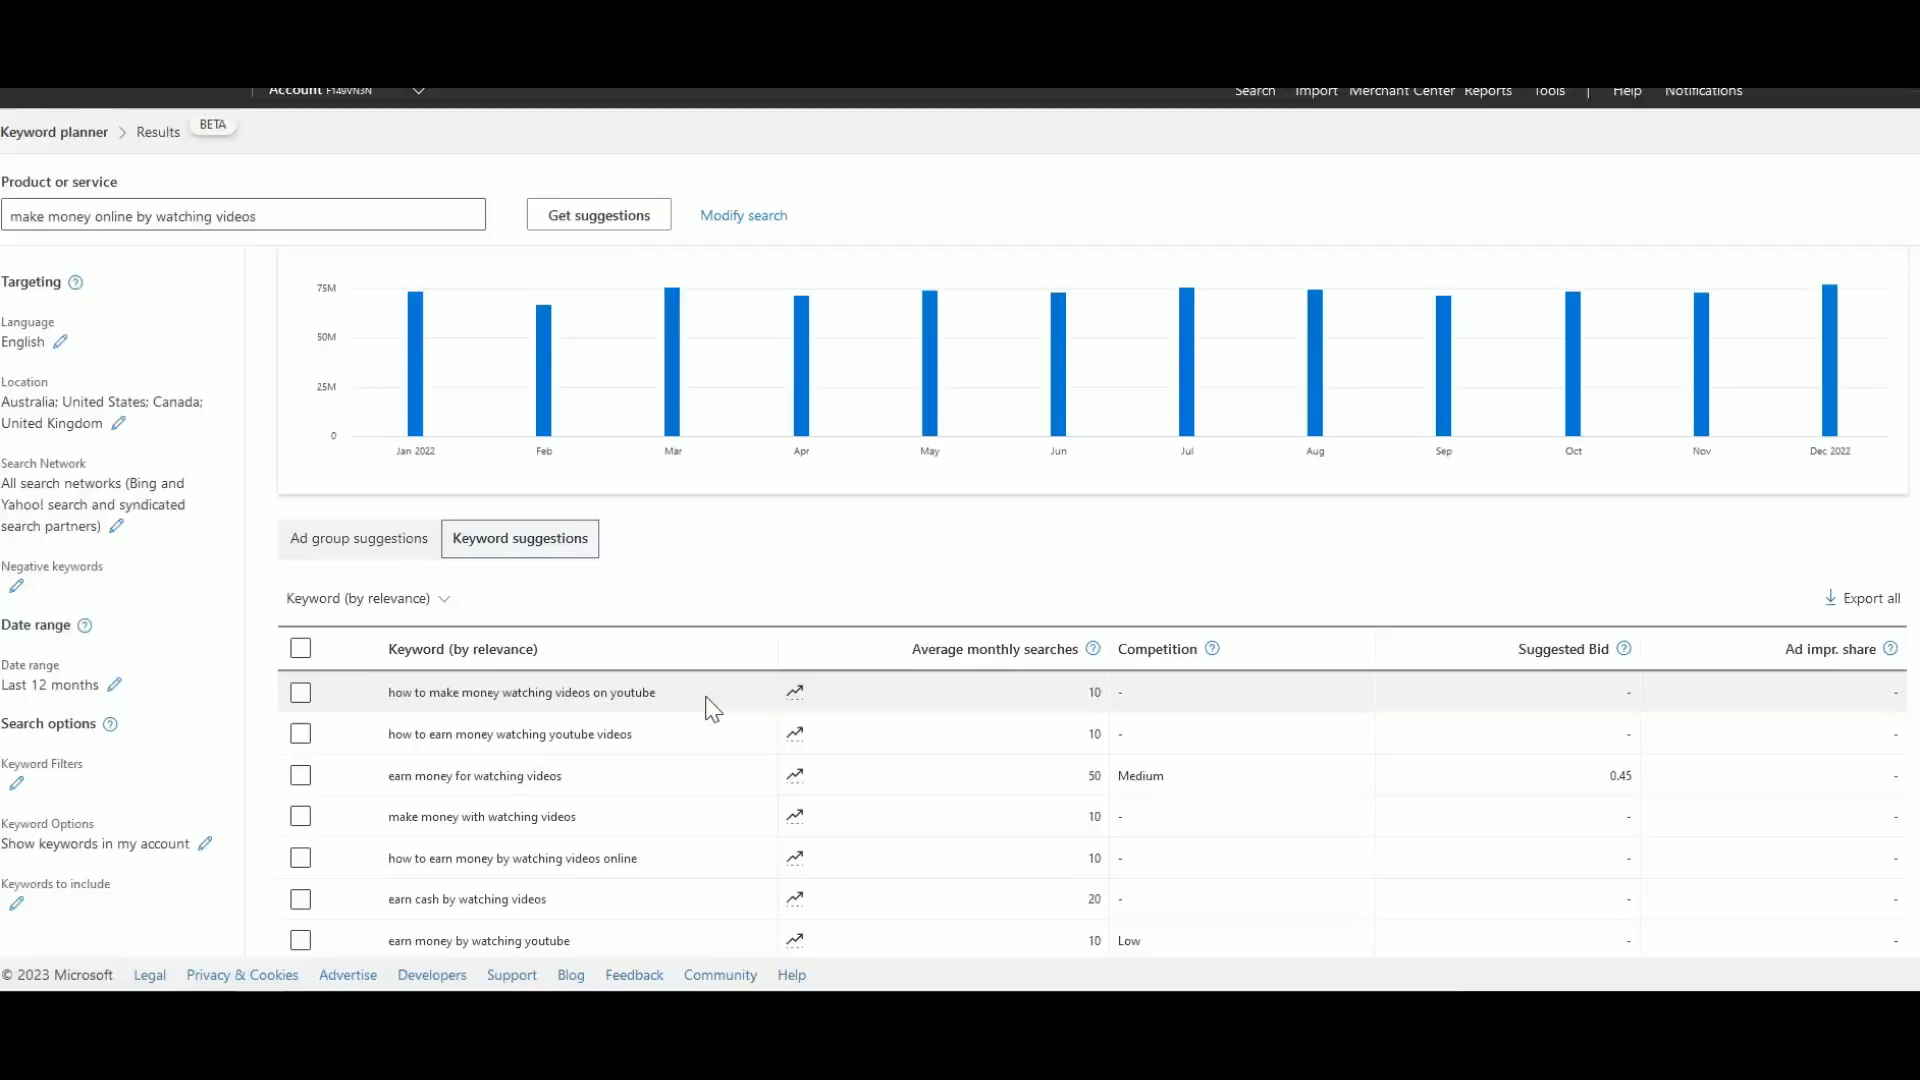 Account F149VN3N
Search Import Merchant Center Reports Tools | Help Notifications
Keyword planner > Results BETA
Product or service
make money online by watching videos
Get suggestions
Modify search
Targeting
Language
English
Location
Australia; United States; Canada;
United Kingdom
Search Network
All search networks (Bing and
Yahoo! search and syndicated
search partners)
Negative keywords
Date range
Date range
Last 12 months
Search options
Keyword Filters
Keyword Options
Show keywords in my account
Keywords to include
75M
50M
25M
0
Jan 2022 Feb Mar Apr May Jun Jul Aug Sep Oct Nov Dec 2022
Ad group suggestions
Keyword suggestions
Keyword (by relevance)
Export all
Keyword (by relevance) Average monthly searches Competition Suggested Bid Ad impr. share
how to make money watching videos on youtube 10 - - -
how to earn money watching youtube videos 10 - - -
earn money for watching videos 50 Medium 0.45 -
make money with watching videos 10 - - -
how to earn money by watching videos online 10 - - -
earn cash by watching videos 20 - - -
earn money by watching youtube 10 Low - -
© 2023 Microsoft Legal Privacy & Cookies Advertise Developers Support Blog Feedback Community Help